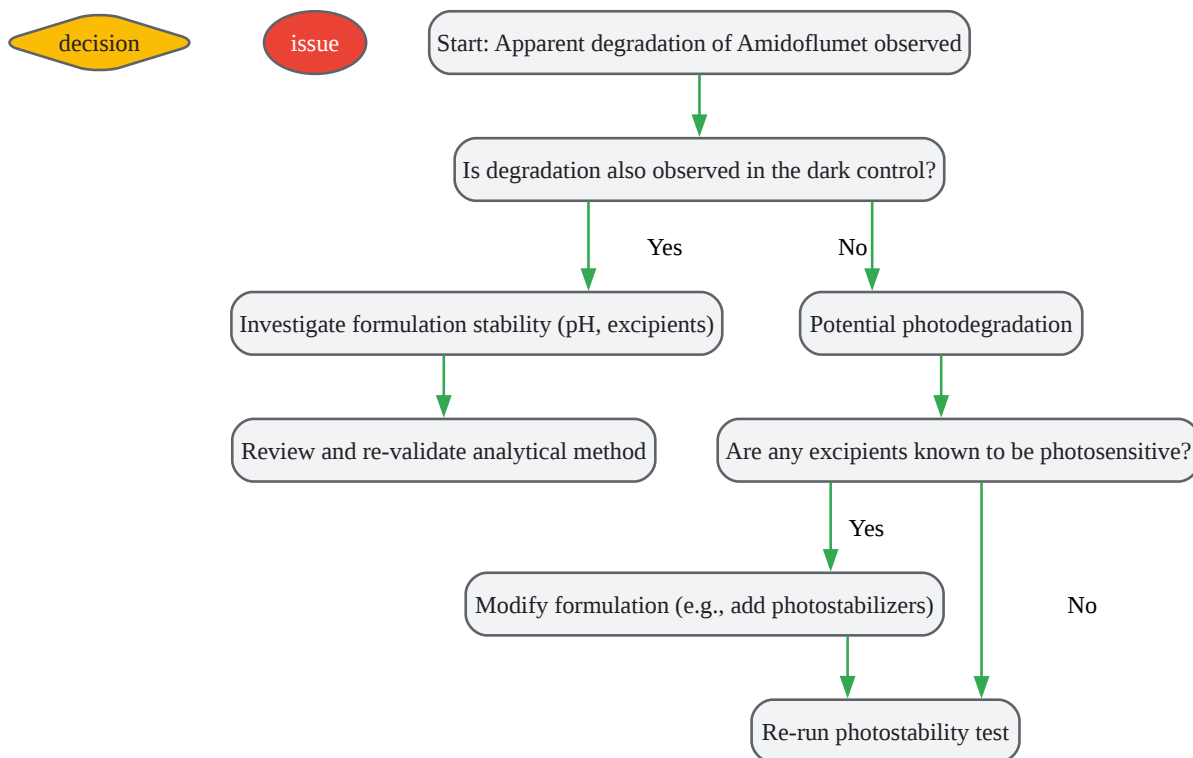 decision
issue
Start: Apparent degradation of Amidoflumet observed
Is degradation also observed in the dark control?
Yes
No
Investigate formulation stability (pH, excipients)
Potential photodegradation
Review and re-validate analytical method
Are any excipients known to be photosensitive?
Yes
Modify formulation (e.g., add photostabilizers)
No
Re-run photostability test